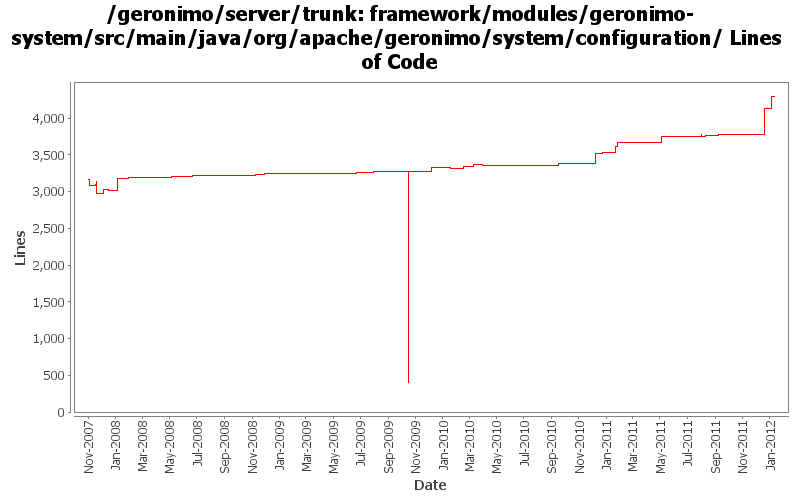 /geronimo/server/trunk: framework/modules/geronimo-
system/src/main/java/org/apache/geronimo/system/configuration/ Lines
of Code
4,000
3,500
3,000
2,500
2,000
1,500
1,000
500
0
Lines
Nov-2007
Jan-2008
Mar-2008
May-2008
Jul-2008
Sep-2008
Nov-2008
Jan-2009
Mar-2009
May-2009
Jul-2009
Sep-2009
Nov-2009
Jan-2010
Mar-2010
May-2010
Jul-2010
Sep-2010
Nov-2010
Jan-2011
Mar-2011
May-2011
Jul-2011
Sep-2011
Nov-2011
Jan-2012
Date